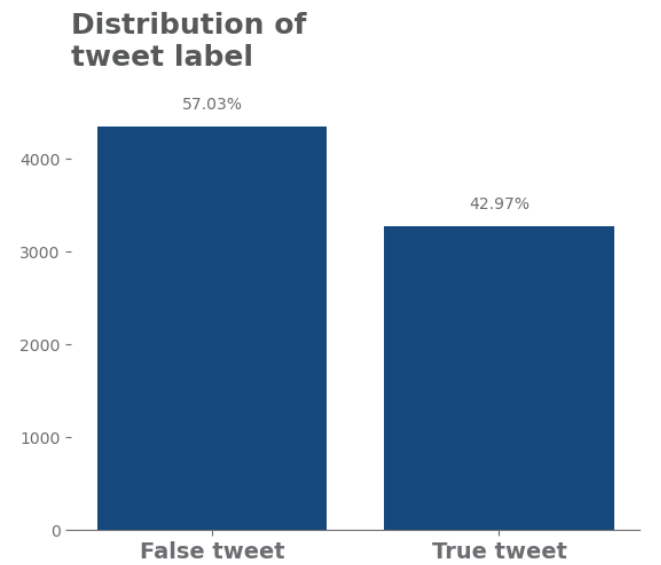 Distribution of
tweet label
57.03%
42.97%
4000
3000
2000
1000
0
False tweet
True tweet